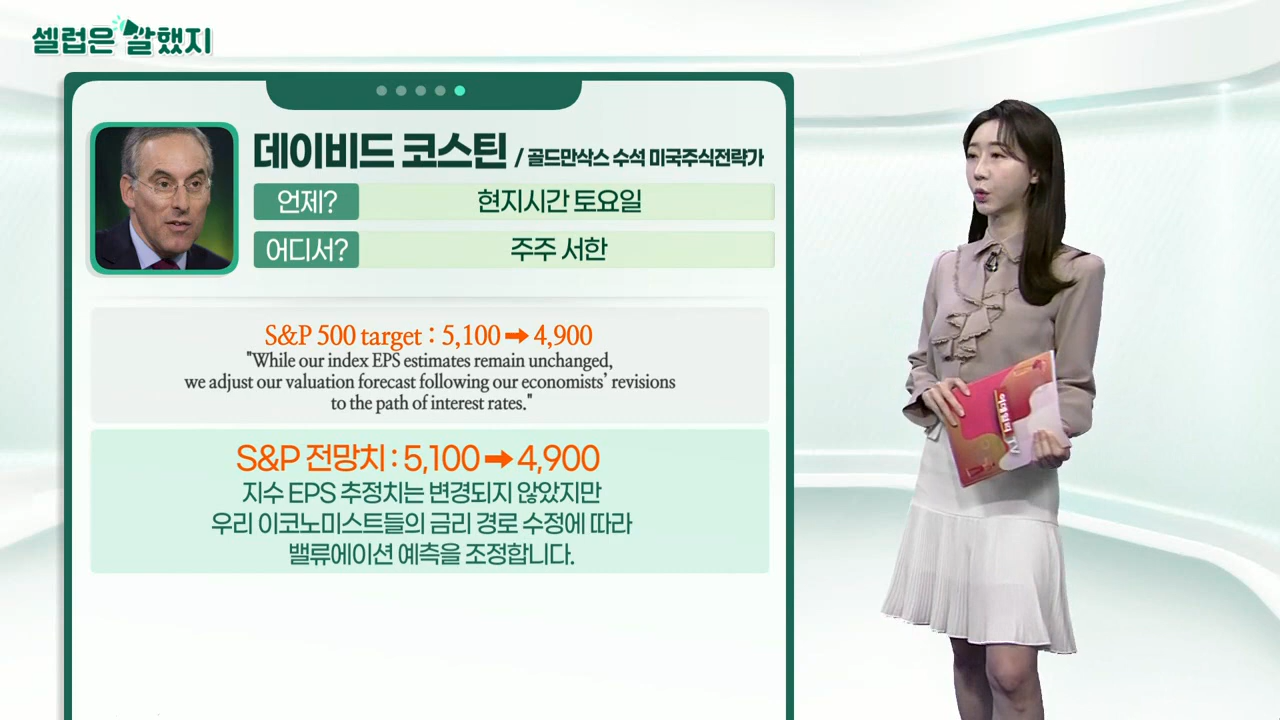 셀럽은 말했지
데이비드 코스틴 / 골드만삭스 수석 미국주식전략가
언제? 현지시간 토요일
어디서? 주주 서한
S&P 500 target : 5,100 ➡ 4,900
"While our index EPS estimates remain unchanged,
we adjust our valuation forecast following our economists’ revisions
to the path of interest rates."
S&P 전망치 : 5,100 ➡ 4,900
지수 EPS 추정치는 변경되지 않았지만
우리 이코노미스트들의 금리 경로 수정에 따라
밸류에이션 예측을 조정합니다.